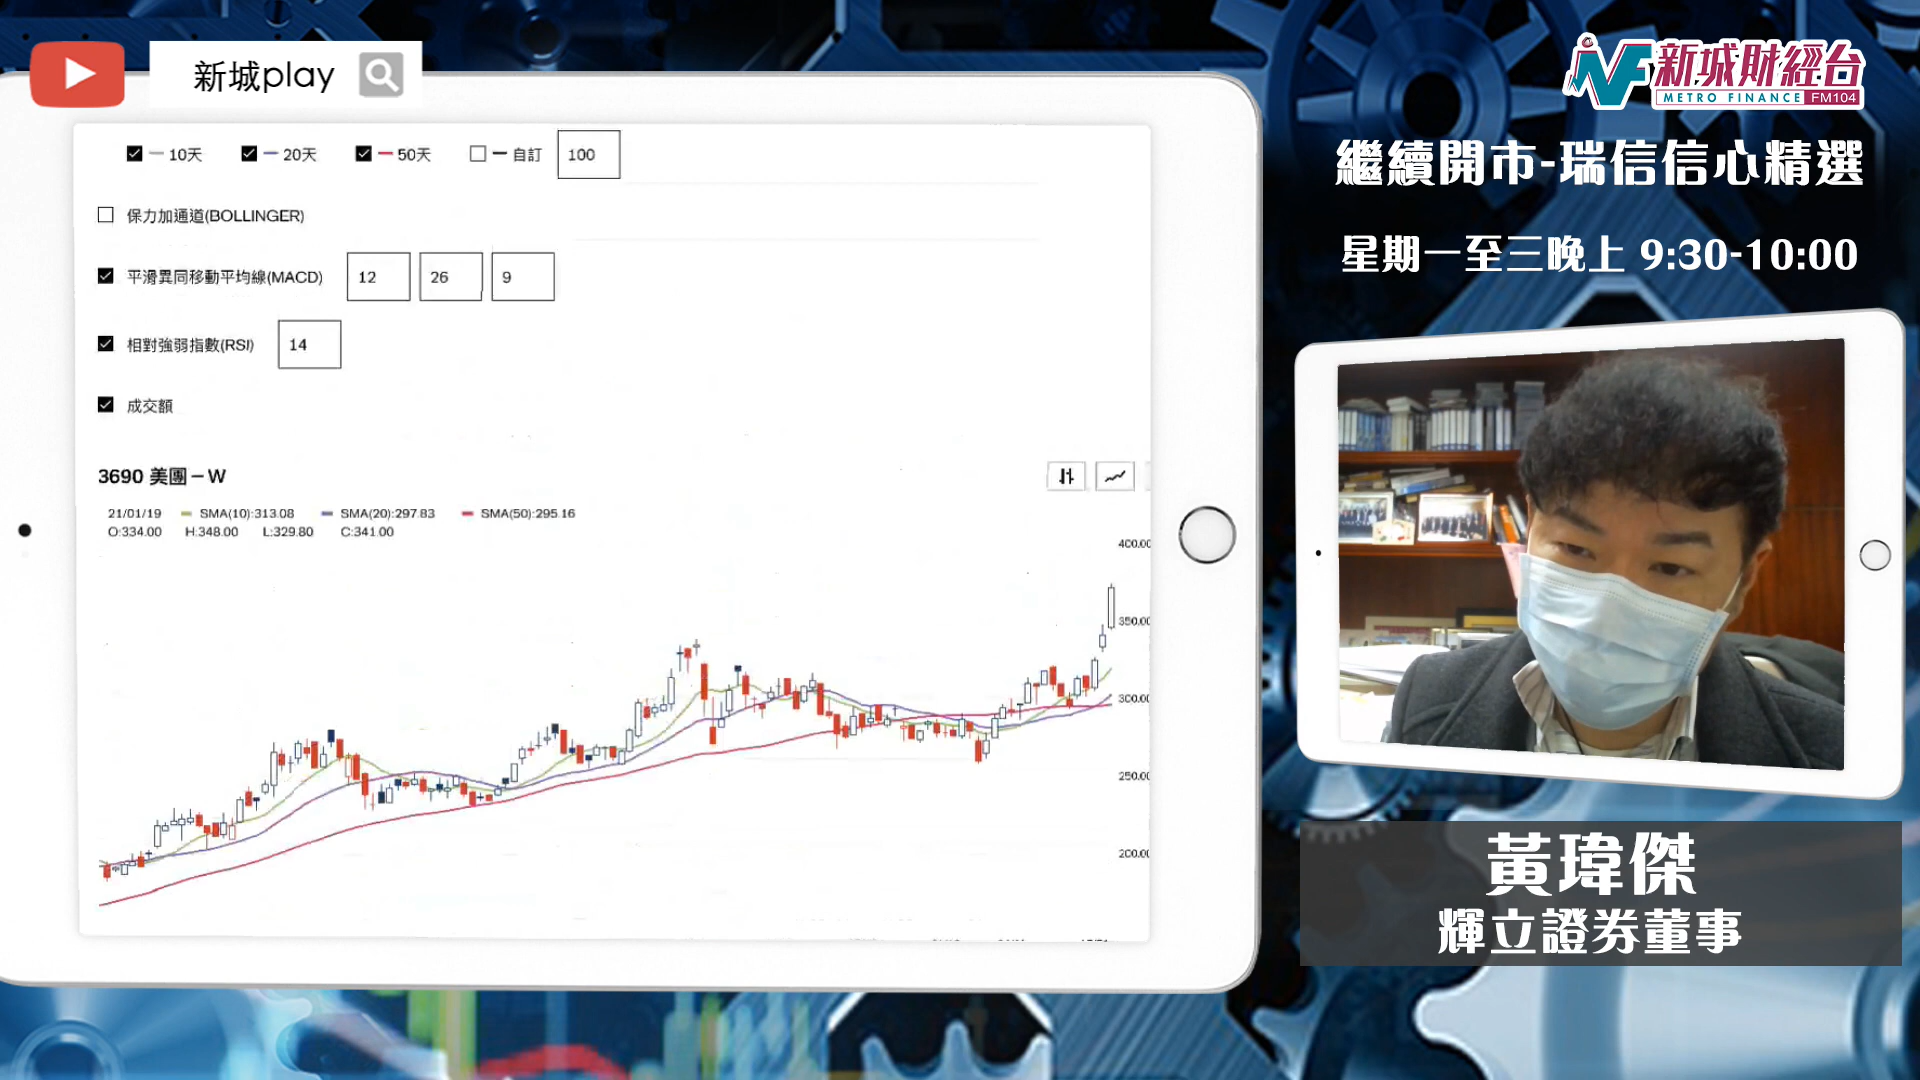 新城play
新城財經台
METRO FINANCE FM104
繼續開市-瑞信信心精選
星期一至三晚上 9:30-10:00
10天 20天 50天 自訂 100
保力加通道(BOLLINGER)
平滑異同移動平均線(MACD) 12 26 9
相對強弱指數(RSI) 14
成交額
3690 美團－W
21/01/19 SMA(10):313.08 SMA(20):297.83 SMA(50):295.16
O:334.00 H:348.00 L:329.80 C:341.00
400.00
350.00
300.00
250.00
200.00
黃瑋傑
輝立證券董事